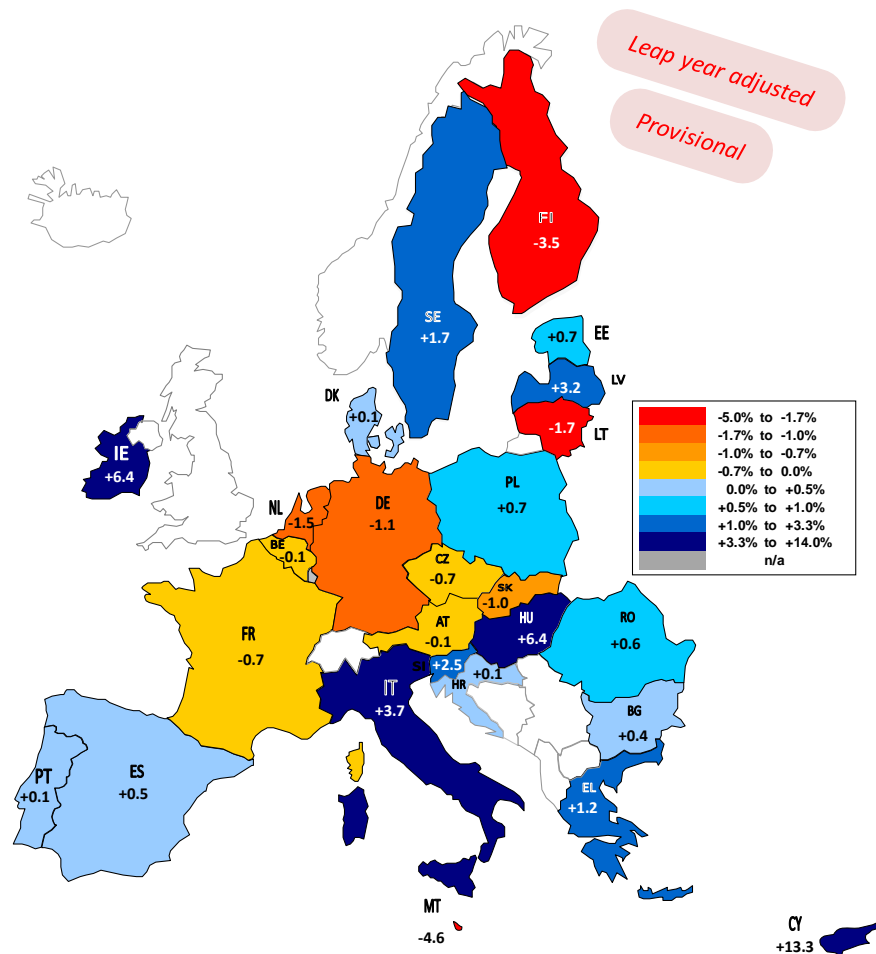 Leap year adjusted
Provisional
FI
-3.5
SE
+1.7
+0.7
EE
LV
+3.2
DK
+0.1
-1.7
LT
IE
+6.4
-5.0% to -1.7%
-1.7% to -1.0%
-1.0% to -0.7%
-0.7% to 0.0%
0.0% to +0.5%
+0.5% to +1.0%
+1.0% to +3.3%
+3.3% to +14.0%
n/a
PL
+0.7
NL
-1.5
DE
-1.1
BE
-0.1
CZ
-0.7
SK
-1.0
FR
-0.7
AT
-0.1
HU
+6.4
RO
+0.6
SI
+2.5
+0.1
HR
IT
+3.7
BG
+0.4
PT
+0.1
ES
+0.5
EL
+1.2
MT
-4.6
CY
+13.3